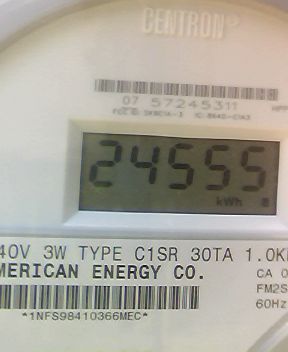 CENTRON®
07 57245311
24555
kWh
40V 3W TYPE C1SR 30TA 1.0K
MERICAN ENERGY CO.
CA 0
FM2S
60Hz
*1NFS98410366MEC*